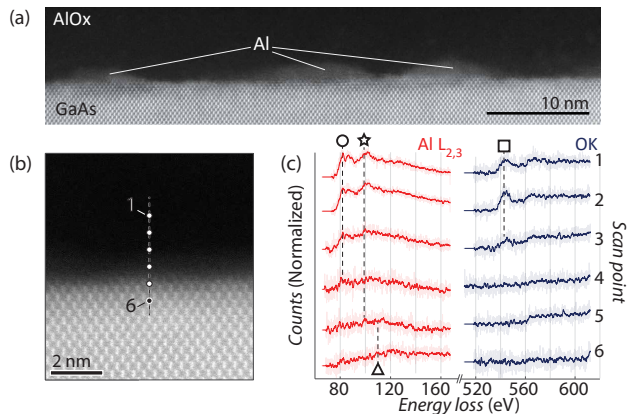 (a)
AlOx
Al
GaAs
10 nm
(b)
1
6
2 nm
(c)
Al L2,3
OK
1
2
3
4
5
6
Counts (Normalized)
Scan point
80
120
160
520
560
600
Energy loss (eV)